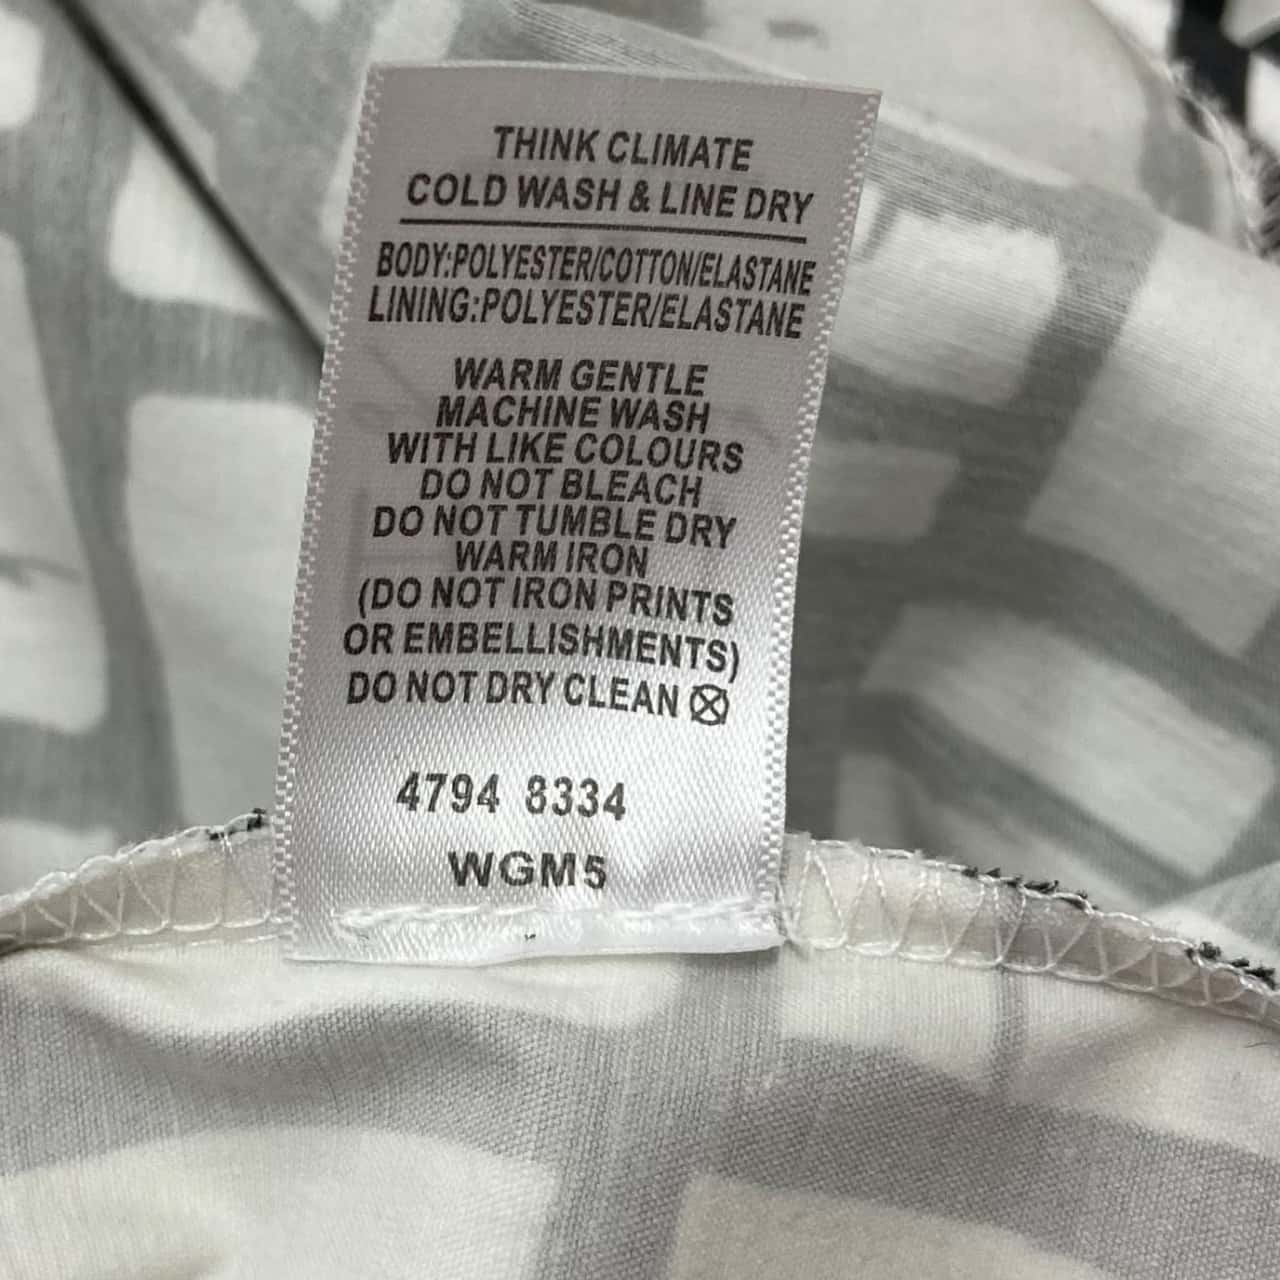 THINK CLIMATE
COLD WASH & LINE DRY
BODY:POLYESTER/COTTON/ELASTANE
LINING:POLYESTER/ELASTANE
WARM GENTLE
MACHINE WASH
WITH LIKE COLOURS
DO NOT BLEACH
DO NOT TUMBLE DRY
WARM IRON
(DO NOT IRON PRINTS
OR EMBELLISHMENTS)
DO NOT DRY CLEAN
4794 8334
WGM5